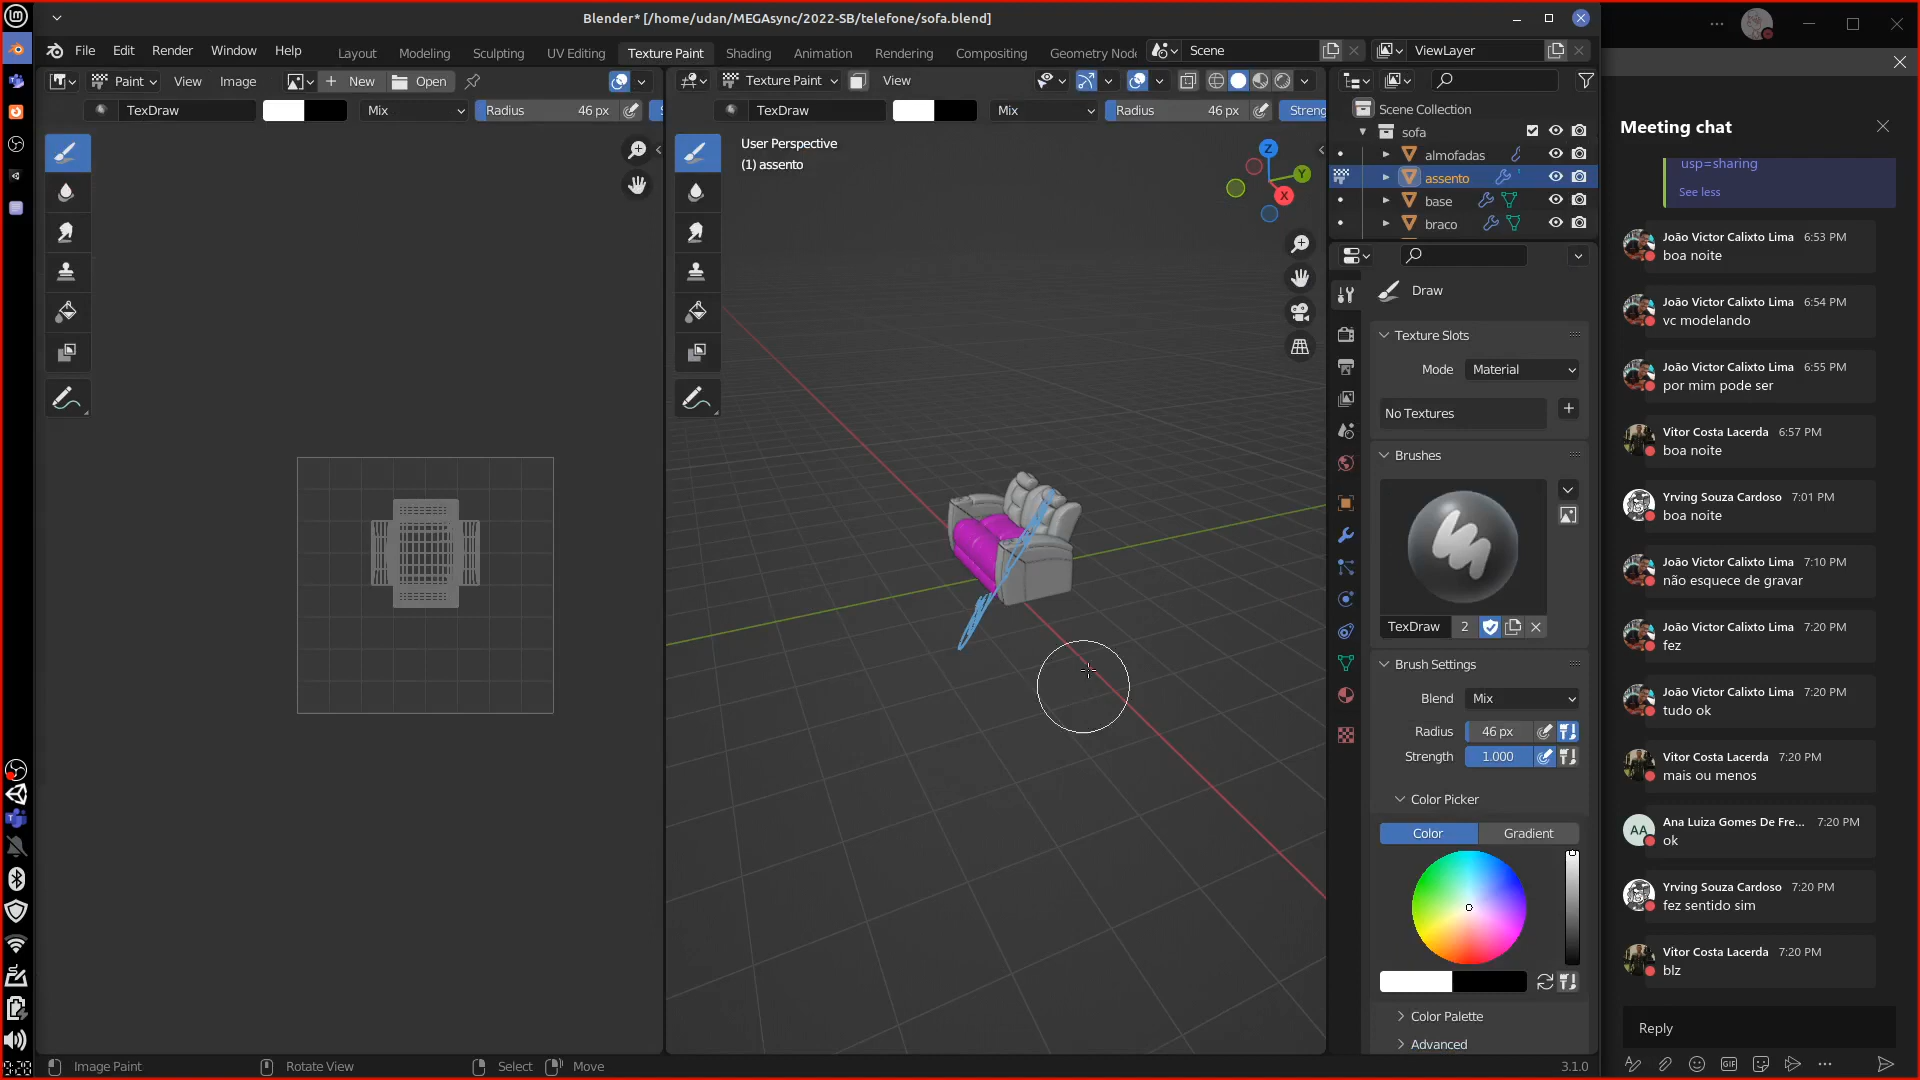 Blender* [/home/udan/MEGAsync/2022-SB/telefone/sofa.blend]
File Edit Render Window Help
Layout Modeling Sculpting UV Editing Texture Paint Shading Animation Rendering Compositing Geometry Node
Scene
ViewLayer
Paint View Image
New Open
Texture Paint View
TexDraw
Mix
Radius 46 px
TexDraw
Mix
Radius 46 px
Streng
User Perspective
(1) assento
Z
Y
X
Scene Collection
sofa
almofadas
assento
base
braco
Draw
Texture Slots
Mode Material
No Textures
Brushes
TexDraw 2
Brush Settings
Blend Mix
Radius 46 px
Strength 1.000
Color Picker
Color Gradient
Color Palette
Advanced
Image Paint
Rotate View
Select
Move
3.1.0
Meeting chat
usp=sharing
See less
João Victor Calixto Lima 6:53 PM
boa noite
João Victor Calixto Lima 6:54 PM
vc modelando
João Victor Calixto Lima 6:55 PM
por mim pode ser
Vitor Costa Lacerda 6:57 PM
boa noite
Yrving Souza Cardoso 7:01 PM
boa noite
João Victor Calixto Lima 7:10 PM
não esquece de gravar
João Victor Calixto Lima 7:20 PM
fez
João Victor Calixto Lima 7:20 PM
tudo ok
Vitor Costa Lacerda 7:20 PM
mais ou menos
AA
Ana Luiza Gomes De Fre... 7:20 PM
ok
Yrving Souza Cardoso 7:20 PM
fez sentido sim
Vitor Costa Lacerda 7:20 PM
blz
Reply
GIF